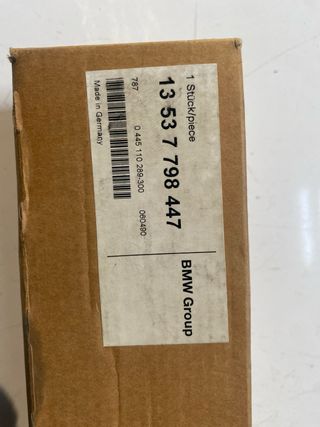 1 Stück/piece
13 53 7 798 447
BMW Group
787
0 445 110 289-300
060490
Made in Germany